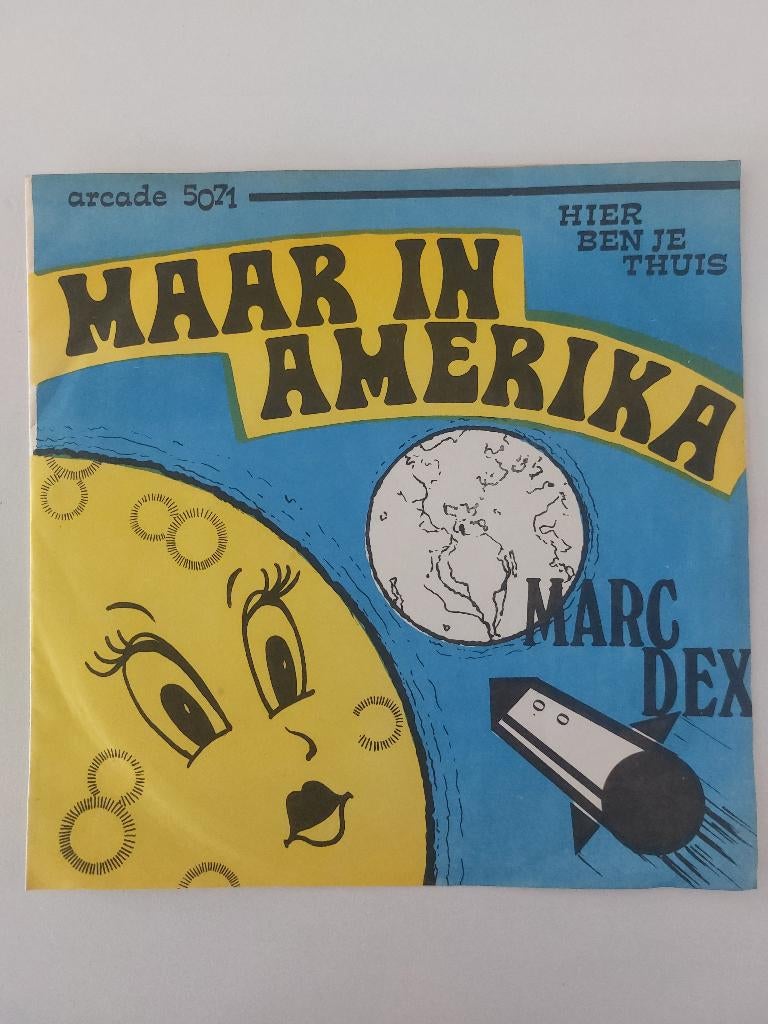 arcade 5071
HIER
BEN JE
THUIS
MAAR IN
AMERIKA
MARC
DEX